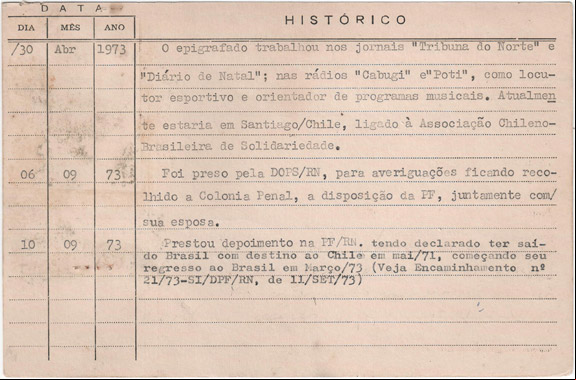 DATA
HISTÓRICO
DIA MÊS ANO
/30 Abr 1973 O epigrafado trabalhou nos jornais "Tribuna do Norte" e
"Diário de Natal"; nas rádios "Cabugi" e"Poti", como locu-
tor esportivo e orientador de programas musicais. Atualmen
te estaria em Santiago/Chile, ligado à Associação Chileno-
Brasileira de Solidariedade.
06 09 73 Foi preso pela DOPS/RN, para averiguações ficando reco-
lhido a Colonia Penal, a disposição da PF, juntamente com/
sua esposa.
10 09 73 Prestou depoimento na PF/RN. tendo declarado ter saí-
do Brasil com destino ao Chile em mai/71, começando seu
regresso ao Brasil em Março/73 (Veja Encaminhamento nº
21/73-SI/DPF/RN, de 11/SET/73)